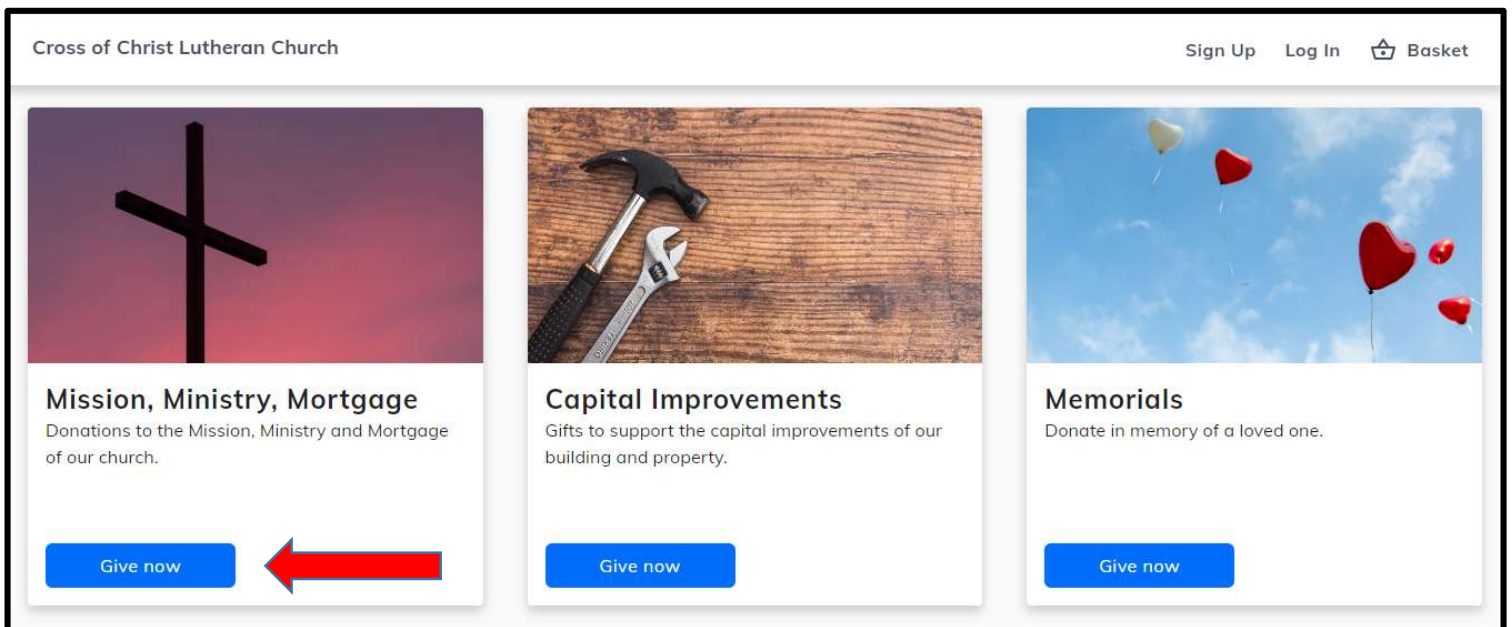 Cross of Christ Lutheran Church
Sign Up Log In Basket
Mission, Ministry, Mortgage
Donations to the Mission, Ministry and Mortgage
of our church.
Give now
Capital Improvements
Gifts to support the capital improvements of our
building and property.
Give now
Memorials
Donate in memory of a loved one.
Give now